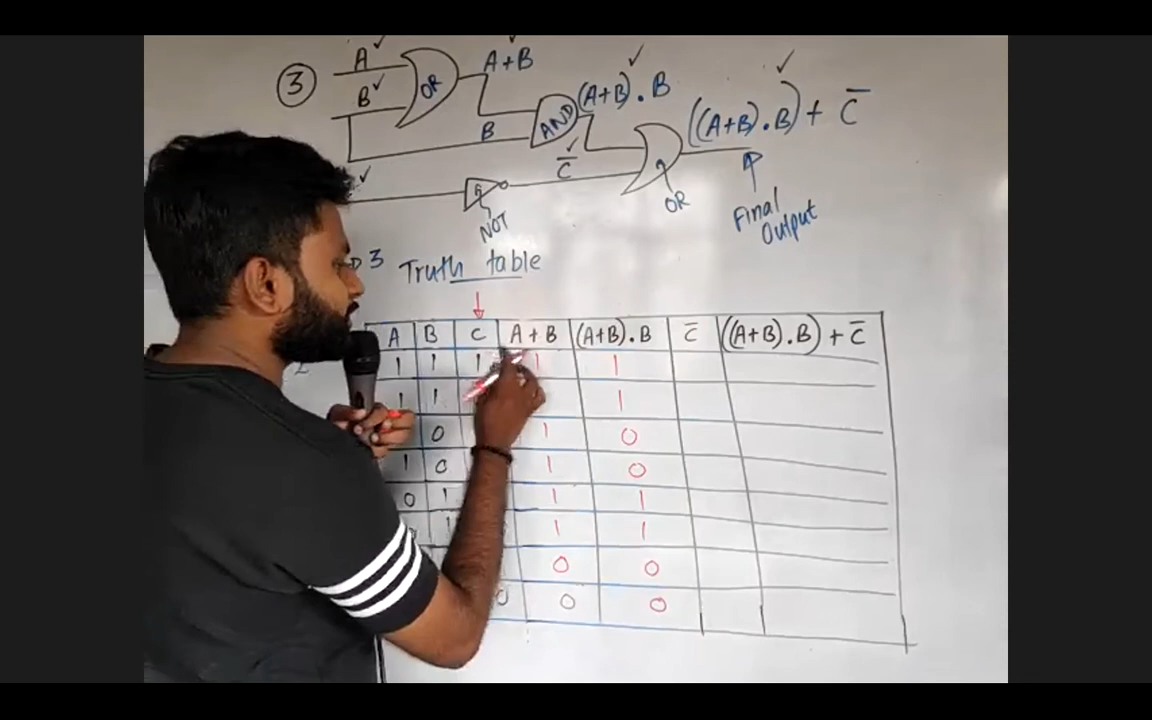 3
A ✓
B ✓
OR
A+B ✓
B
AND
(A+B) . B ✓
C̅ ✓
✓
NOT
OR
((A+B) . B) + C̅ ✓
Final
Output
3 Truth table
A B C A + B (A+B) . B C̅ ((A+B) . B) + C̅
1 1 1 1 1
1 1 1
0 1 0
1 0 1 0
0 1 1 1
1 1 1
0 0
0 0 0